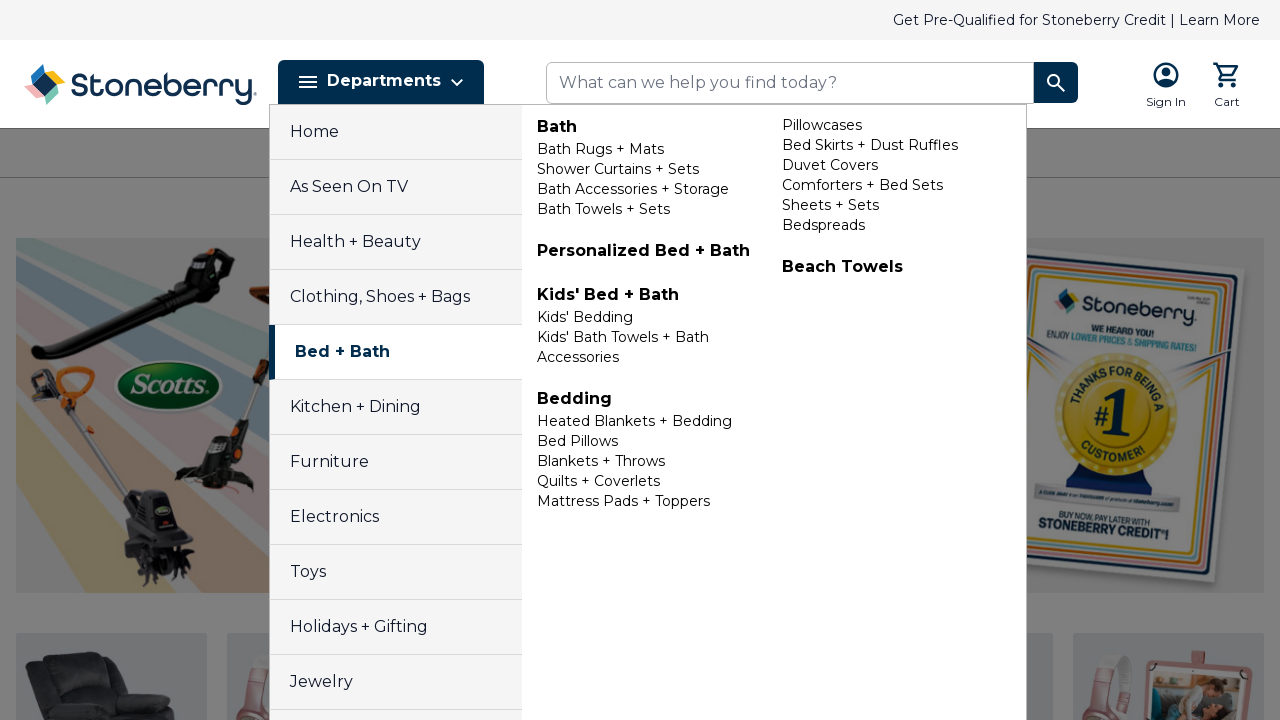 Get Pre-Qualified for Stoneberry Credit | Learn More
Stoneberry
Departments
What can we help you find today?
Sign In
Cart
Home
As Seen On TV
Health + Beauty
Clothing, Shoes + Bags
Bed + Bath
Kitchen + Dining
Furniture
Electronics
Toys
Holidays + Gifting
Jewelry
Bath
Bath Rugs + Mats
Shower Curtains + Sets
Bath Accessories + Storage
Bath Towels + Sets
Personalized Bed + Bath
Kids' Bed + Bath
Kids' Bedding
Kids' Bath Towels + Bath
Accessories
Bedding
Heated Blankets + Bedding
Bed Pillows
Blankets + Throws
Quilts + Coverlets
Mattress Pads + Toppers
Pillowcases
Bed Skirts + Dust Ruffles
Duvet Covers
Comforters + Bed Sets
Sheets + Sets
Bedspreads
Beach Towels
Scotts
Stoneberry
WE HEARD YOU!
ENJOY LOWER PRICES & SHIPPING RATES!
THANKS FOR BEING A
#1
CUSTOMER!
BUY NOW, PAY LATER WITH
STONEBERRY CREDIT®!